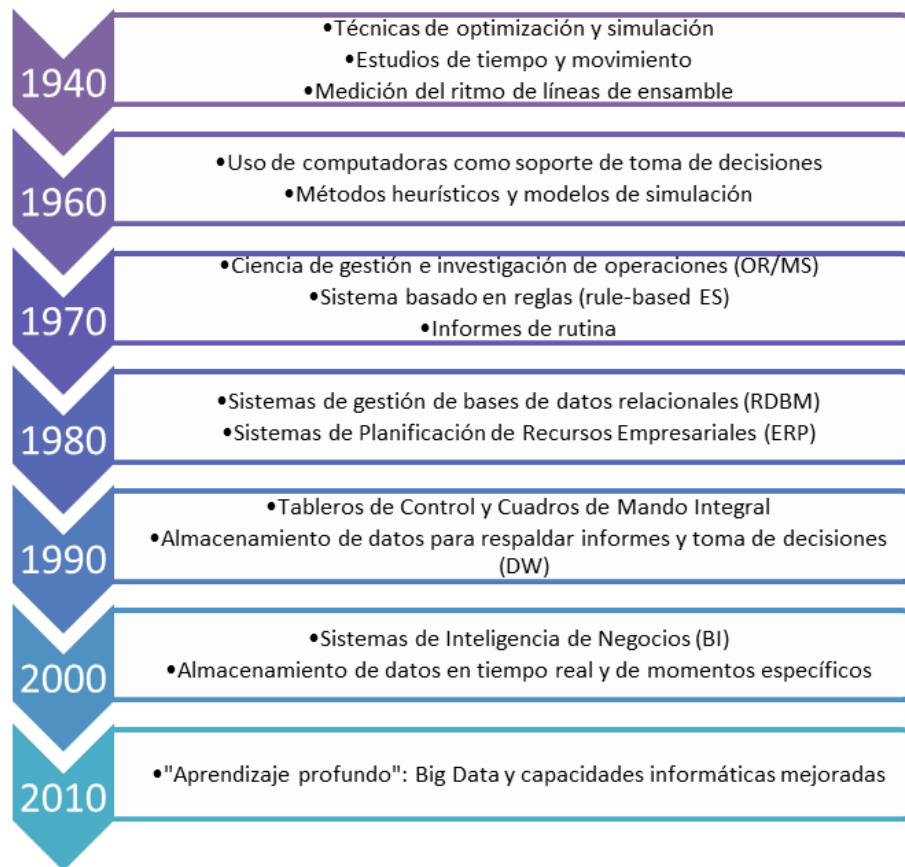 1940
•Técnicas de optimización y simulación
•Estudios de tiempo y movimiento
•Medición del ritmo de líneas de ensamble
1960
•Uso de computadoras como soporte de toma de decisiones
•Métodos heurísticos y modelos de simulación
1970
•Ciencia de gestión e investigación de operaciones (OR/MS)
•Sistema basado en reglas (rule-based ES)
•Informes de rutina
1980
•Sistemas de gestión de bases de datos relacionales (RDBM)
•Sistemas de Planificación de Recursos Empresariales (ERP)
1990
•Tableros de Control y Cuadros de Mando Integral
•Almacenamiento de datos para respaldar informes y toma de decisiones
(DW)
2000
•Sistemas de Inteligencia de Negocios (BI)
•Almacenamiento de datos en tiempo real y de momentos específicos
2010
•"Aprendizaje profundo": Big Data y capacidades informáticas mejoradas